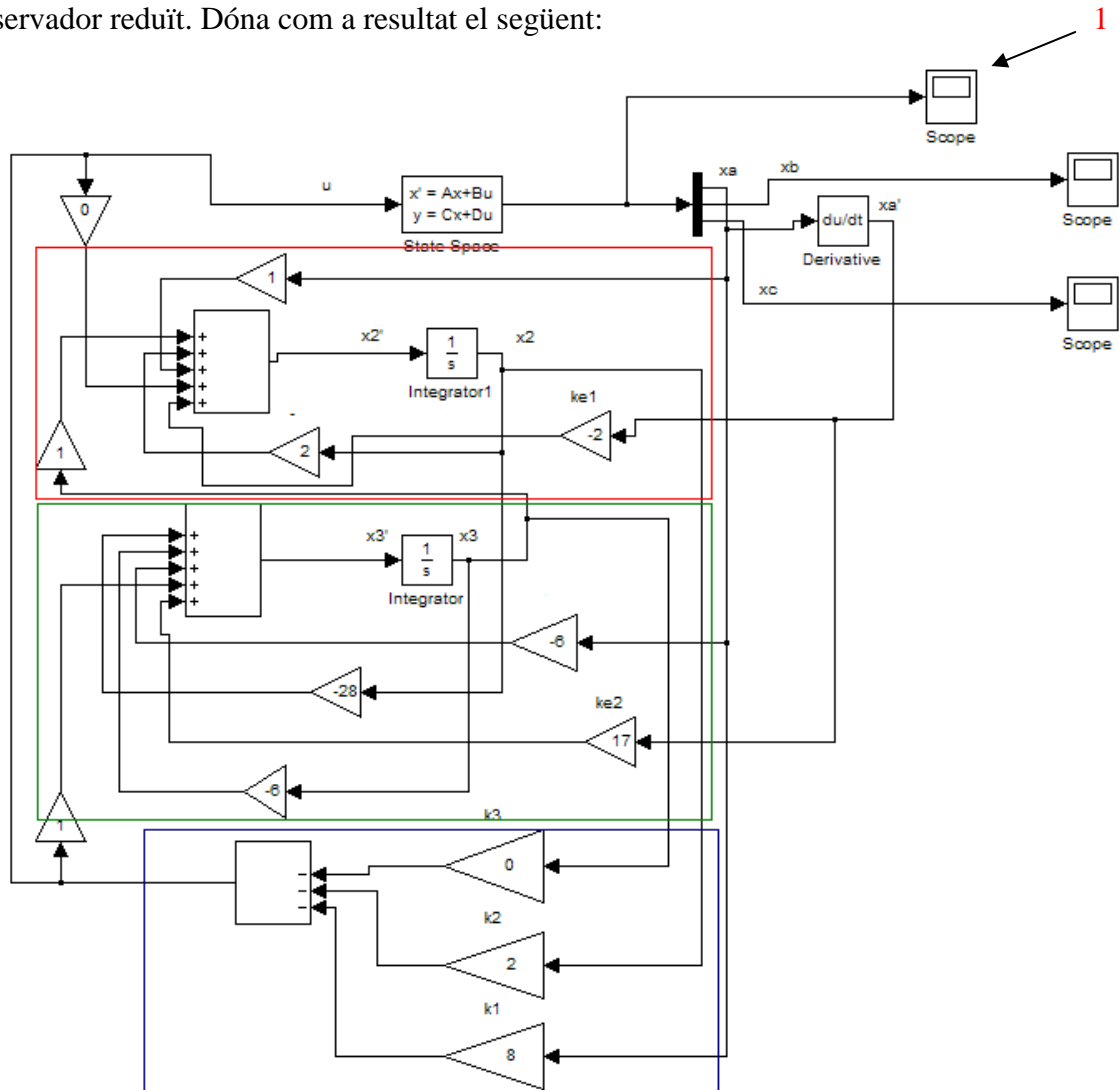 servador reduït. Dóna com a resultat el següent:
1
Scope
xa
xb
Scope
u
x' = Ax+Bu
y = Cx+Du
State Space
0
du/dt
xa'
Derivative
xc
Scope
1
+
+
+
+
+
x2'
1
s
x2
Integrator1
ke1
-
2
-2
1
+
+
+
+
+
x3'
1
s
x3
Integrator
-6
-28
ke2
17
-6
1
k3
0
k2
2
k1
8
-
-
-